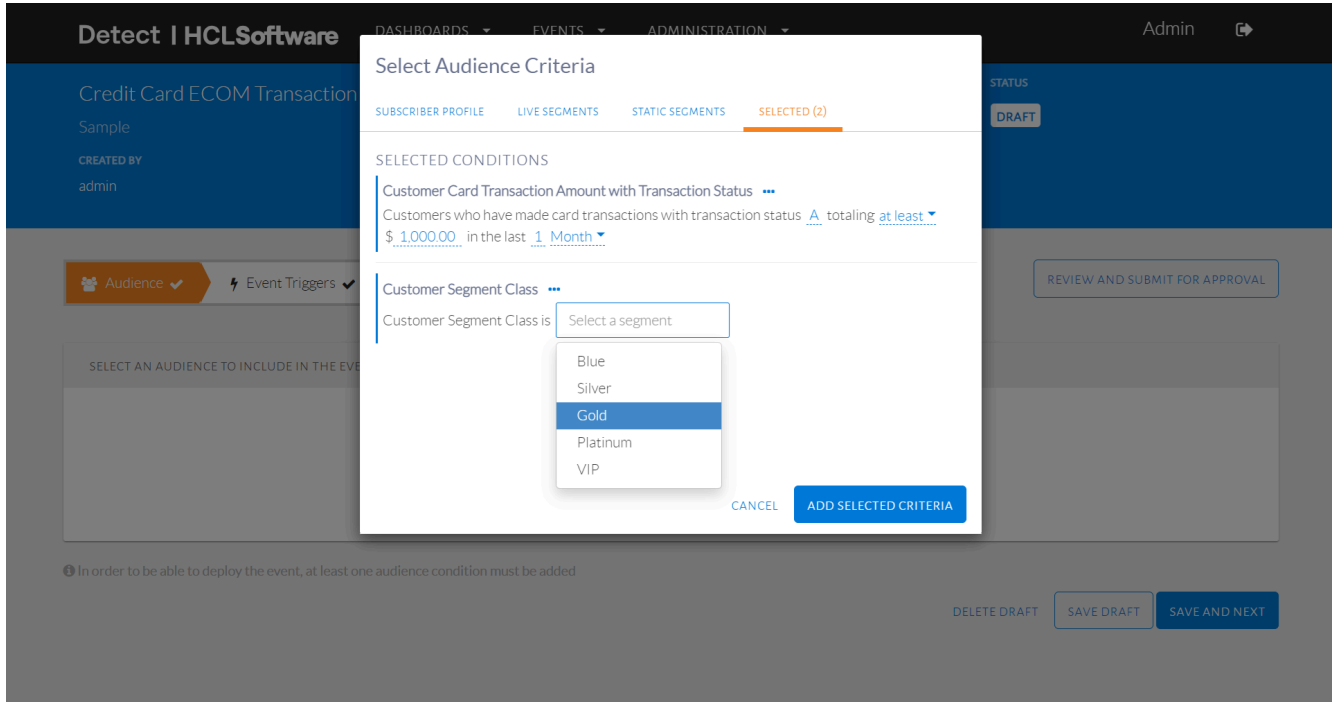 Detect | HCLSoftware DASHBOARDS EVENTS ADMINISTRATION Admin
Credit Card ECOM Transaction
Sample
CREATED BY
admin
STATUS
DRAFT
Select Audience Criteria
SUBSCRIBER PROFILE LIVE SEGMENTS STATIC SEGMENTS SELECTED (2)
SELECTED CONDITIONS
Customer Card Transaction Amount with Transaction Status •••
Customers who have made card transactions with transaction status A totaling at least
$ 1,000.00 in the last 1 Month
Customer Segment Class •••
Customer Segment Class is Select a segment
Blue
Silver
Gold
Platinum
VIP
CANCEL ADD SELECTED CRITERIA
Audience Event Triggers
REVIEW AND SUBMIT FOR APPROVAL
SELECT AN AUDIENCE TO INCLUDE IN THE EVE
In order to be able to deploy the event, at least one audience condition must be added
DELETE DRAFT SAVE DRAFT SAVE AND NEXT